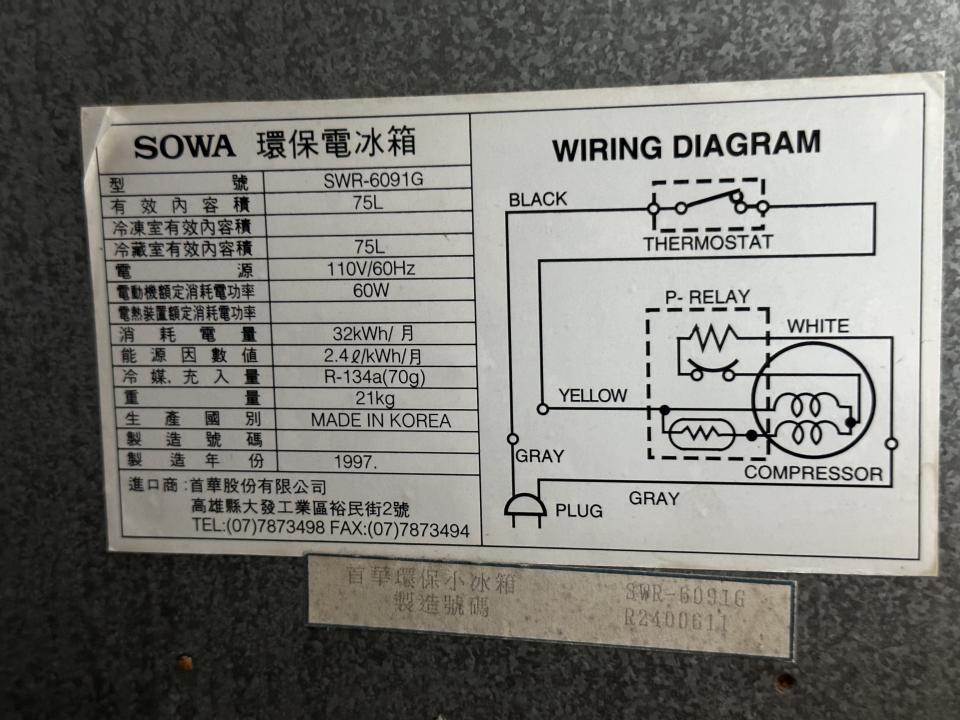 SOWA 環保電冰箱
型號 SWR-6091G
有效內容積 75L
冷凍室有效內容積
冷藏室有效內容積 75L
電源 110V/60Hz
電動機額定消耗電功率 60W
電熱裝置額定消耗電功率
消耗電量 32kWh/月
能源因數值 2.4ℓ/kWh/月
冷媒.充入量 R-134a(70g)
重量 21kg
生產國別 MADE IN KOREA
製造號碼
製造年份 1997.
進口商:首華股份有限公司
高雄縣大發工業區裕民街2號
TEL:(07)7873498 FAX:(07)7873494
WIRING DIAGRAM
BLACK
THERMOSTAT
P- RELAY
WHITE
YELLOW
GRAY
COMPRESSOR
GRAY
PLUG
首華環保小冰箱 SWR-6091G
製造號碼 R2400611